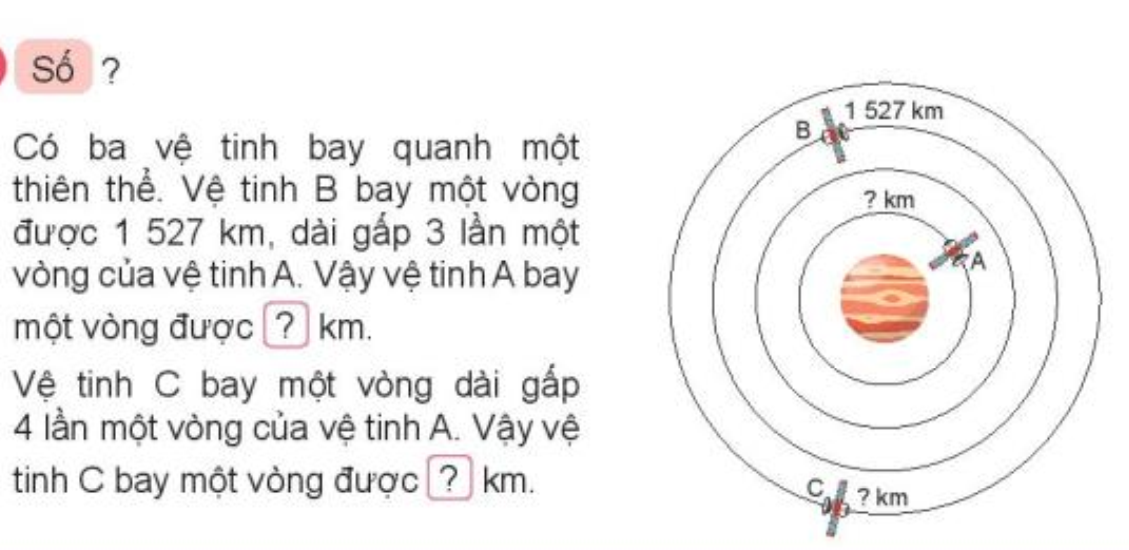 Số ?
Có ba vệ tinh bay quanh một
thiên thể. Vệ tinh B bay một vòng
được 1 527 km, dài gấp 3 lần một
vòng của vệ tinh A. Vậy vệ tinh A bay
một vòng được ? km.
Vệ tinh C bay một vòng dài gấp
4 lần một vòng của vệ tinh A. Vậy vệ
tinh C bay một vòng được ? km.
1 527 km
B
? km
A
C
? km